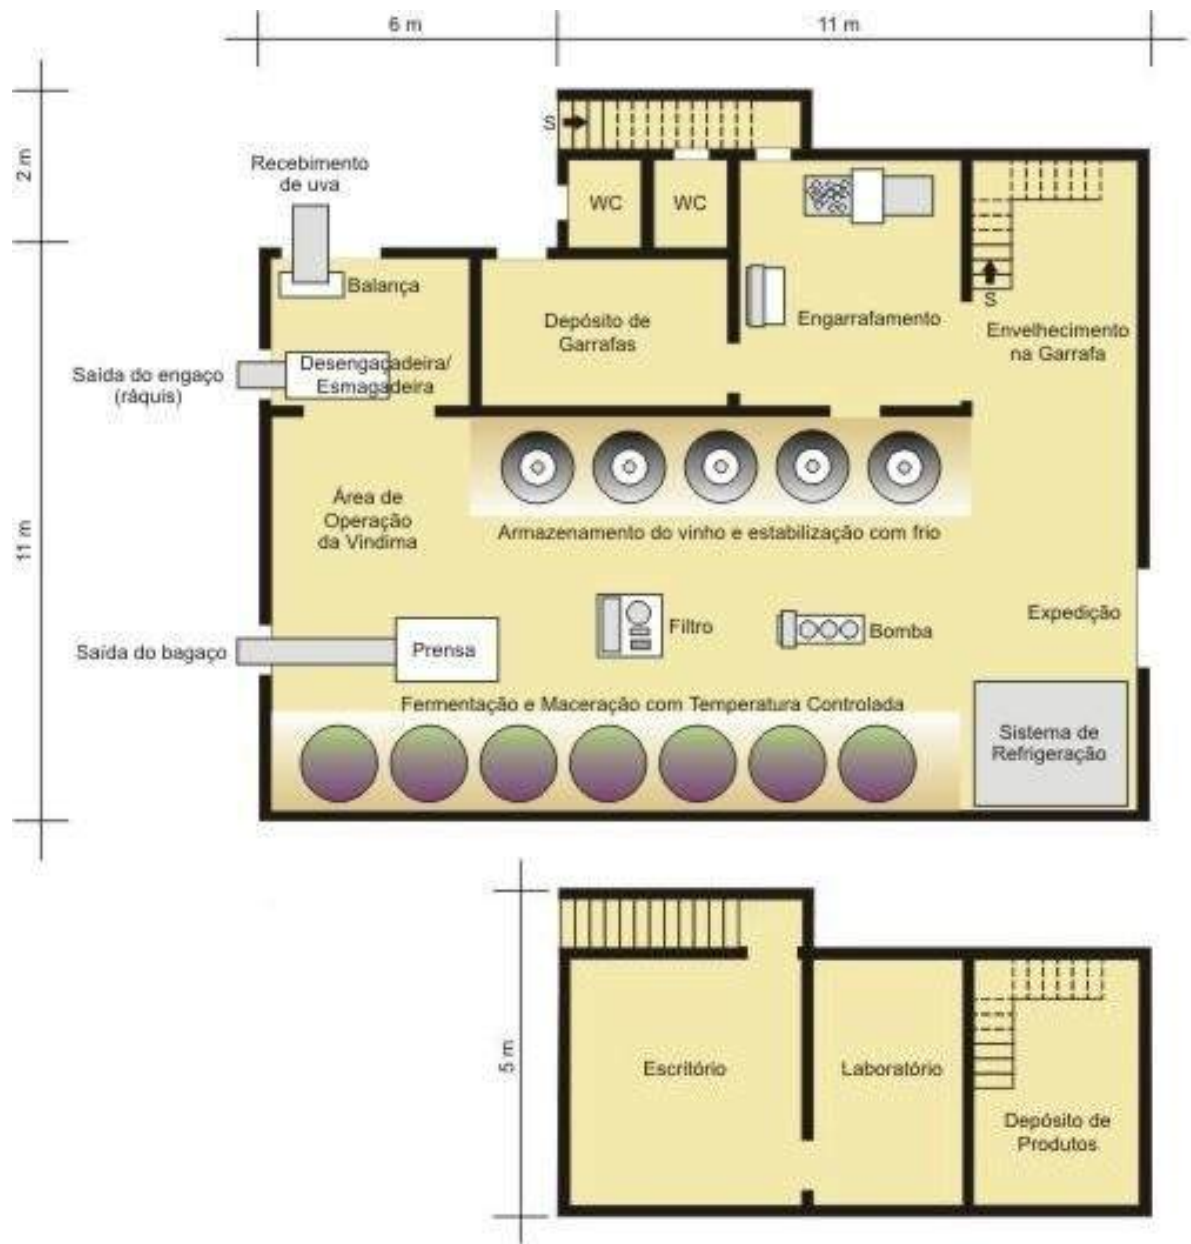 6 m
11 m
2 m
S
Recebimento
de uva
WC
WC
Balança
Depósito de
Garrafas
Engarrafamento
S
Envelhecimento
na Garrafa
Saída do engaço
(ráquis)
Desengaçadeira/
Esmagadeira
11 m
Área de
Operação
da Vindima
Armazenamento do vinho e estabilização com frio
Filtro
Bomba
Expedição
Saída do bagaço
Prensa
Fermentação e Maceração com Temperatura Controlada
Sistema de
Refrigeração
5 m
Escritório
Laboratório
Depósito de
Produtos